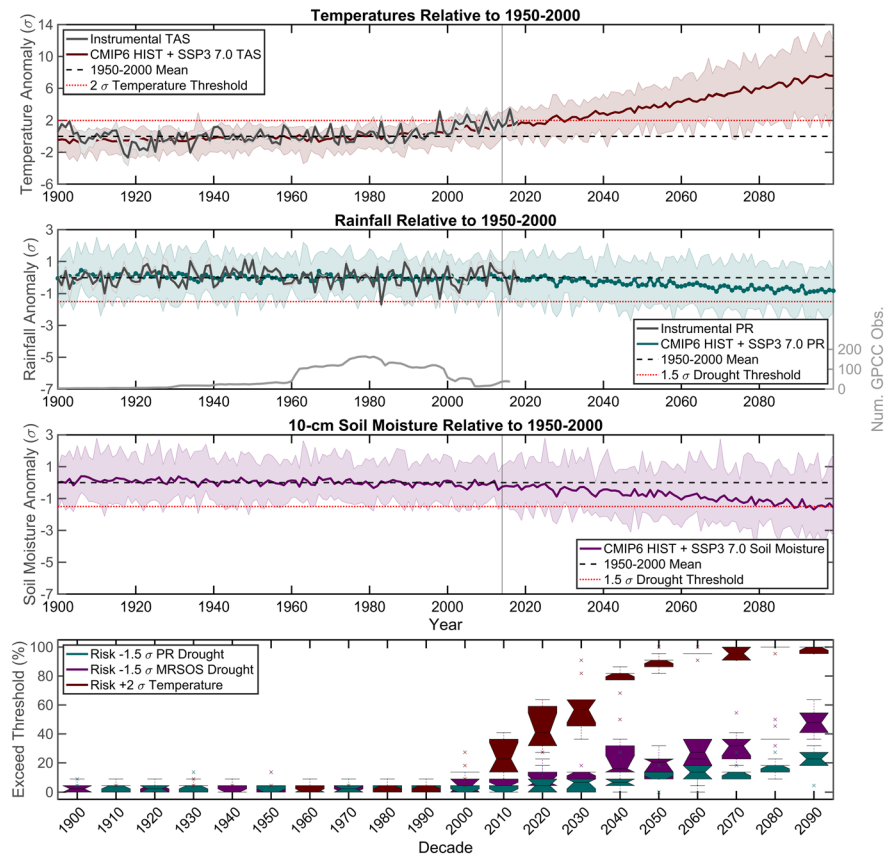 Temperatures Relative to 1950-2000
Temperature Anomaly (σ)
14
10
6
2
-2
-6
Instrumental TAS
CMIP6 HIST + SSP3 7.0 TAS
1950-2000 Mean
2 σ Temperature Threshold
1900 1920 1940 1960 1980 2000 2020 2040 2060 2080
Rainfall Relative to 1950-2000
Rainfall Anomaly (σ)
3
1
-1
-3
-5
-7
Instrumental PR
CMIP6 HIST + SSP3 7.0 PR
1950-2000 Mean
1.5 σ Drought Threshold
200
100
0
Num. GPCC Obs.
1900 1920 1940 1960 1980 2000 2020 2040 2060 2080
10-cm Soil Moisture Relative to 1950-2000
Soil Moisture Anomaly (σ)
3
1
-1
-3
-5
-7
CMIP6 HIST + SSP3 7.0 Soil Moisture
1950-2000 Mean
1.5 σ Drought Threshold
1900 1920 1940 1960 1980 2000 2020 2040 2060 2080
Year
Exceed Threshold (%)
100
80
60
40
20
0
Risk -1.5 σ PR Drought
Risk -1.5 σ MRSOS Drought
Risk +2 σ Temperature
1900 1910 1920 1930 1940 1950 1960 1970 1980 1990 2000 2010 2020 2030 2040 2050 2060 2070 2080 2090
Decade